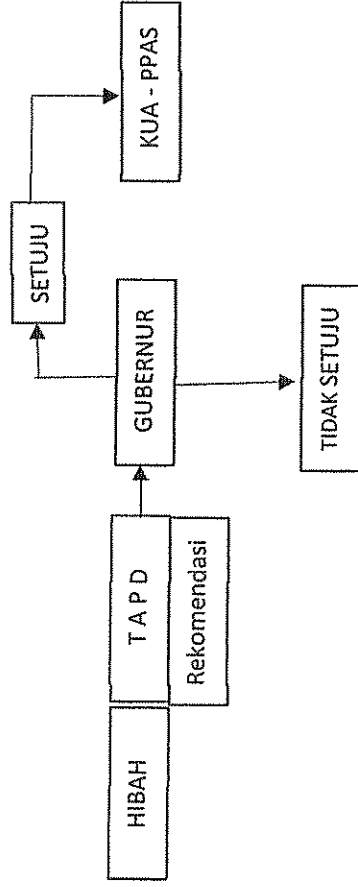 HIBAH
T A P D
Rekomendasi
GUBERNUR
SETUJU
KUA - PPAS
TIDAK SETUJU